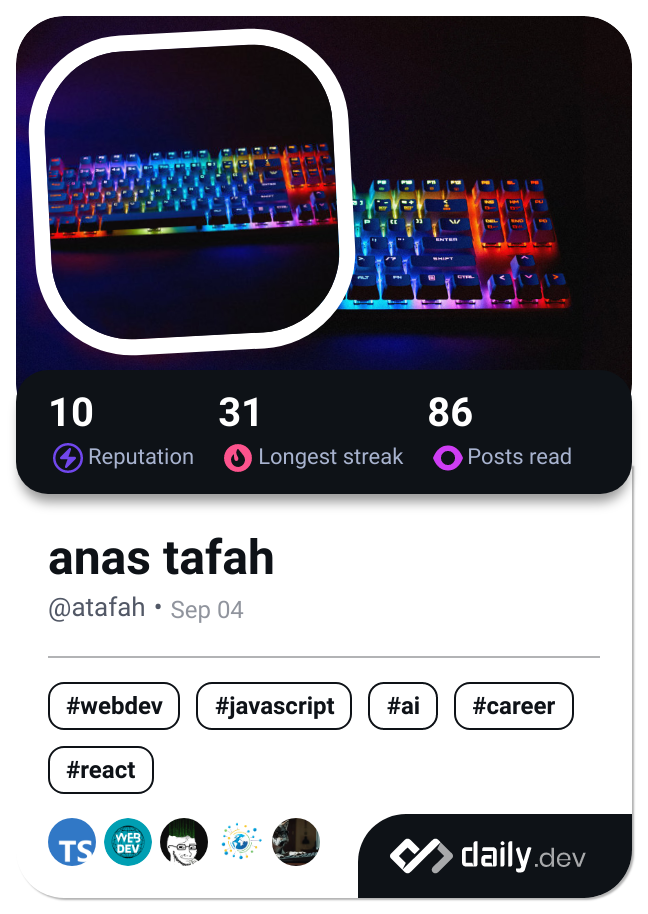 10 31 86
Reputation Longest streak Posts read
anas tafah
@atafah • Sep 04
#webdev #javascript #ai #career
#react
TS WEB DEV
daily.dev